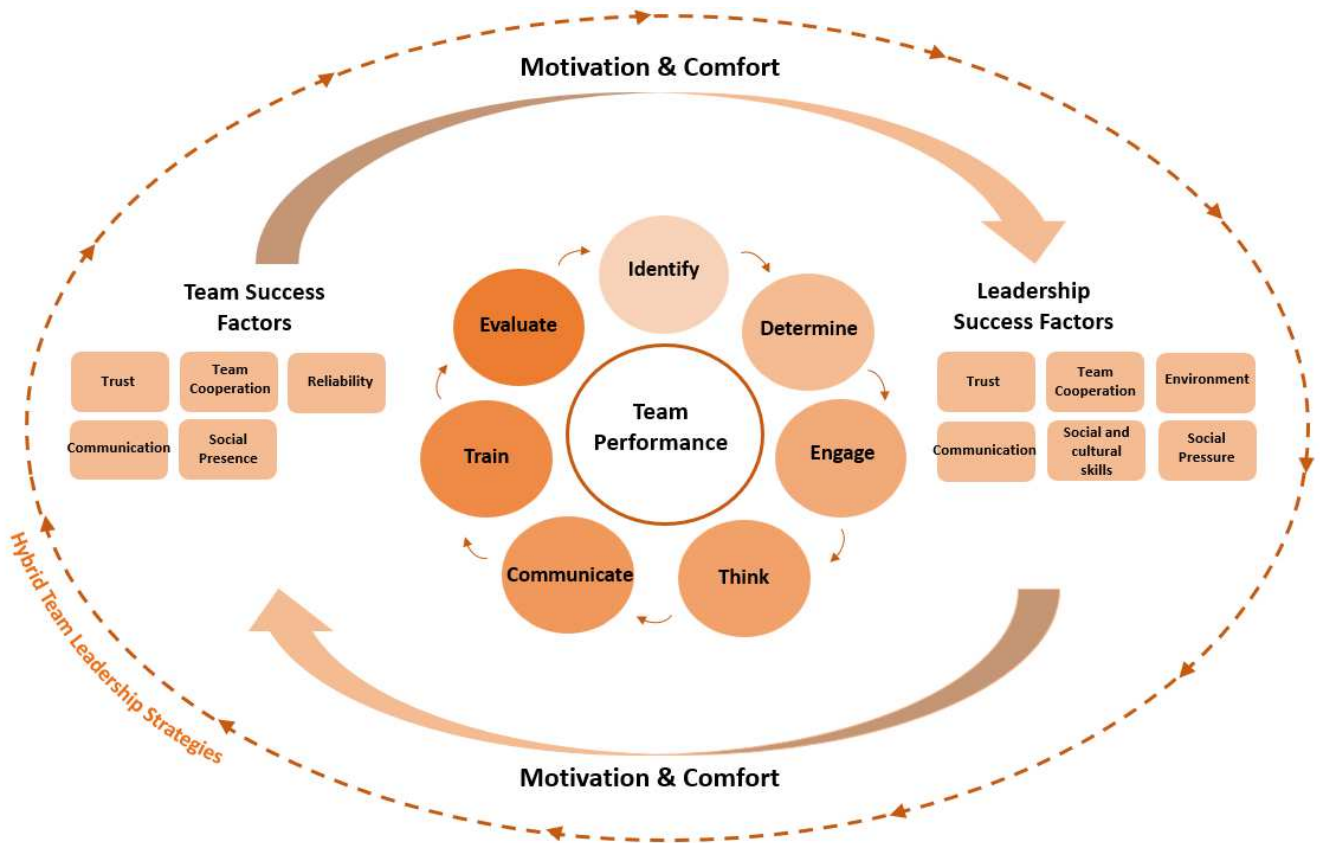 Motivation & Comfort
Team Success
Factors
Trust
Team
Cooperation
Reliability
Communication
Social
Presence
Identify
Determine
Engage
Think
Communicate
Train
Evaluate
Team
Performance
Leadership
Success Factors
Trust
Team
Cooperation
Environment
Communication
Social and
cultural
skills
Social
Pressure
Hybrid Team Leadership Strategies
Motivation & Comfort